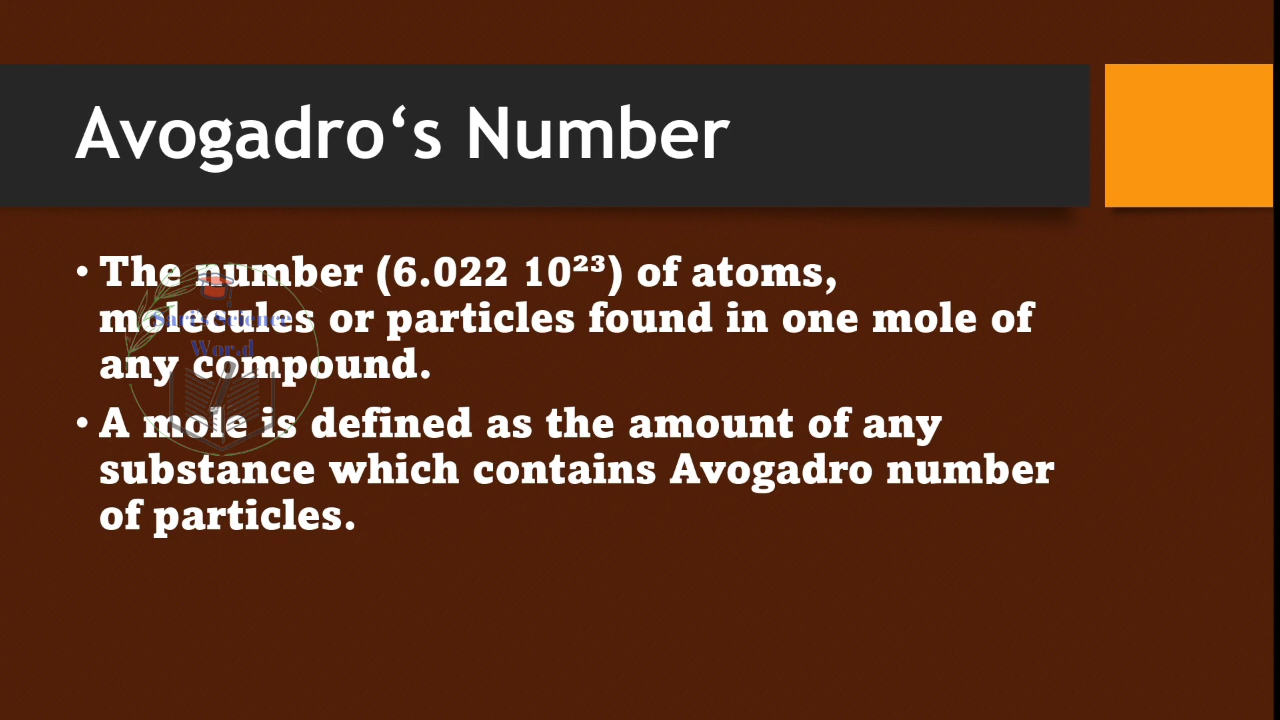 Avogadro‘s Number
• The number (6.022 10²³) of atoms,
molecules or particles found in one mole of
any compound.
• A mole is defined as the amount of any
substance which contains Avogadro number
of particles.
Science